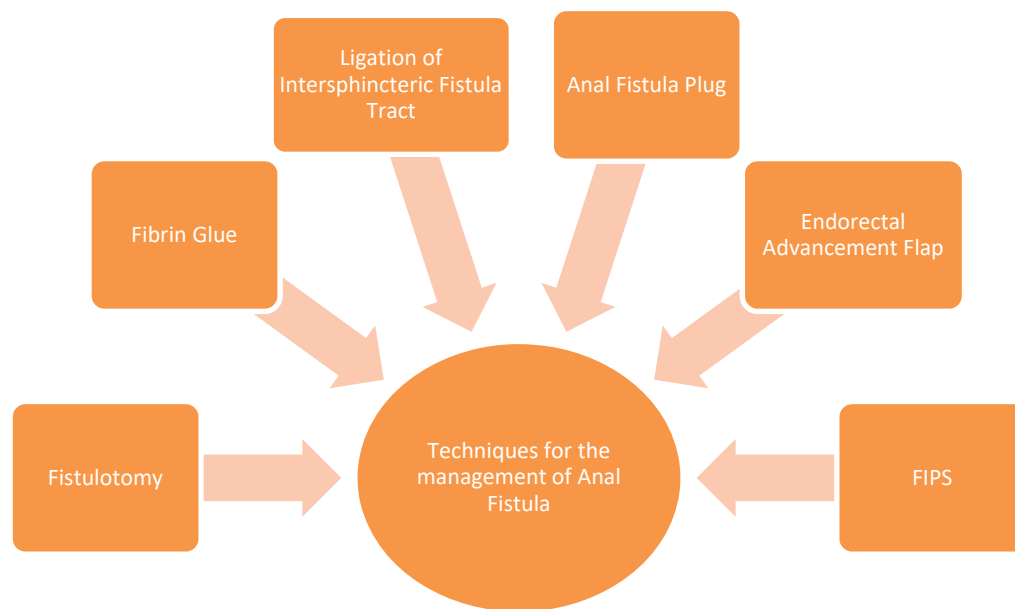 Ligation of
Intersphincteric Fistula
Tract
Anal Fistula Plug
Fibrin Glue
Endorectal
Advancement Flap
Fistulotomy
Techniques for the
management of Anal
Fistula
FIPS